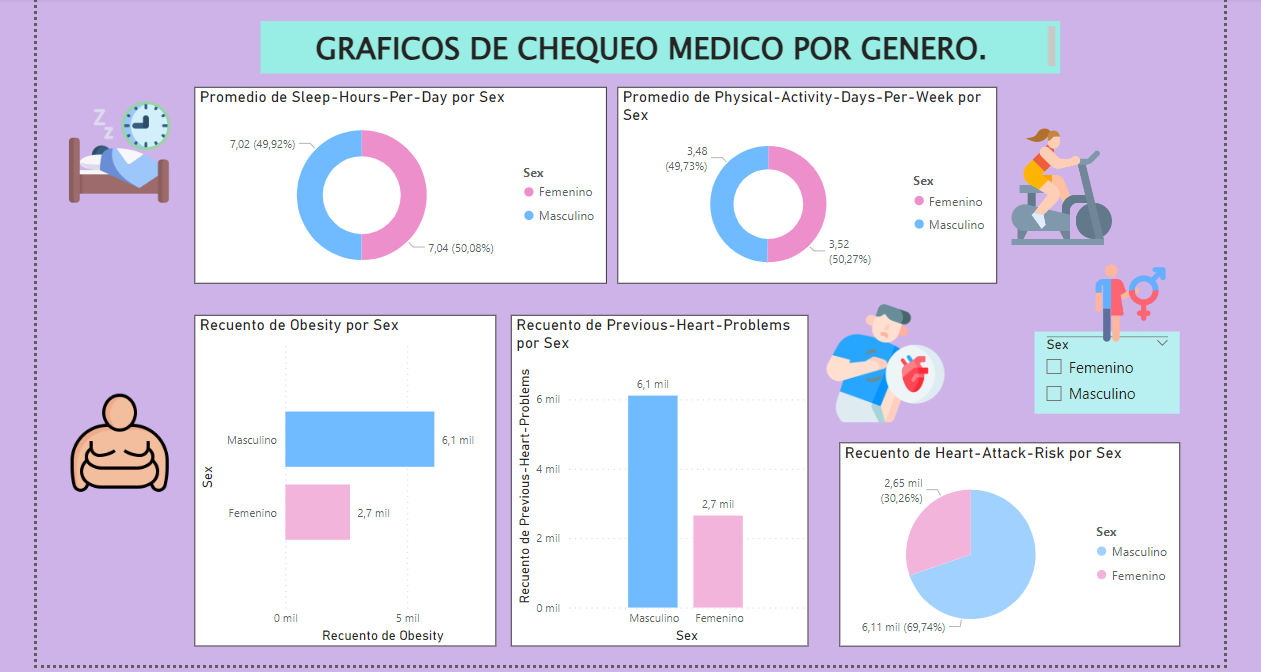 GRAFICOS DE CHEQUEO MEDICO POR GENERO.
Promedio de Sleep-Hours-Per-Day por Sex
7,02 (49,92%)
7,04 (50,08%)
Sex
Femenino
Masculino
Promedio de Physical-Activity-Days-Per-Week por
Sex
3,48
(49,73%)
3,52
(50,27%)
Sex
Femenino
Masculino
Z
Z
Sex
Femenino
Masculino
Recuento de Obesity por Sex
Sex
Masculino
6,1 mil
Femenino
2,7 mil
0 mil
5 mil
Recuento de Obesity
Recuento de Previous-Heart-Problems
por Sex
Recuento de Previous-Heart-Problems
6 mil
4 mil
2 mil
0 mil
6,1 mil
2,7 mil
Masculino
Femenino
Sex
Recuento de Heart-Attack-Risk por Sex
2,65 mil
(30,26%)
6,11 mil (69,74%)
Sex
Masculino
Femenino